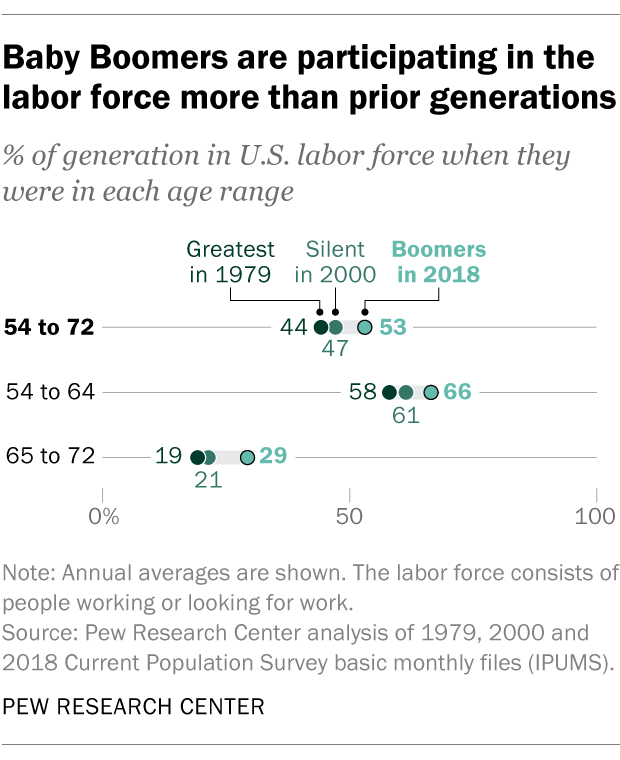 Baby Boomers are participating in the
labor force more than prior generations
% of generation in U.S. labor force when they
were in each age range
Greatest in 1979
Silent in 2000
Boomers in 2018
54 to 72
44
47
53
54 to 64
58
61
66
65 to 72
19
21
29
0%
50
100
Note: Annual averages are shown. The labor force consists of
people working or looking for work.
Source: Pew Research Center analysis of 1979, 2000 and
2018 Current Population Survey basic monthly files (IPUMS).
PEW RESEARCH CENTER